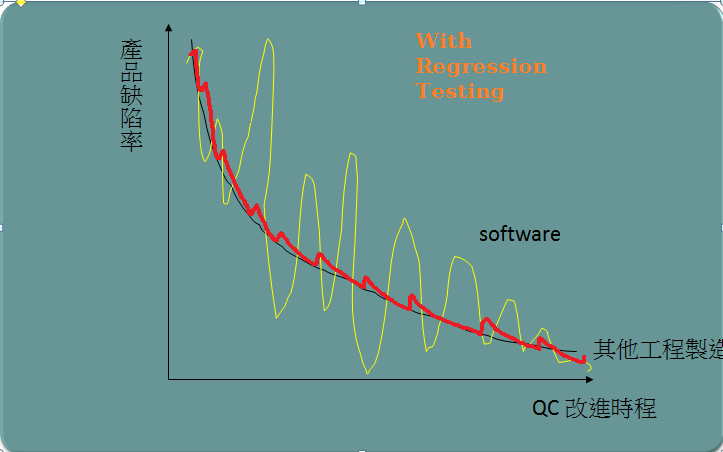 With
Regression
Testing
產品缺陷率
software
其他工程製造
QC 改進時程